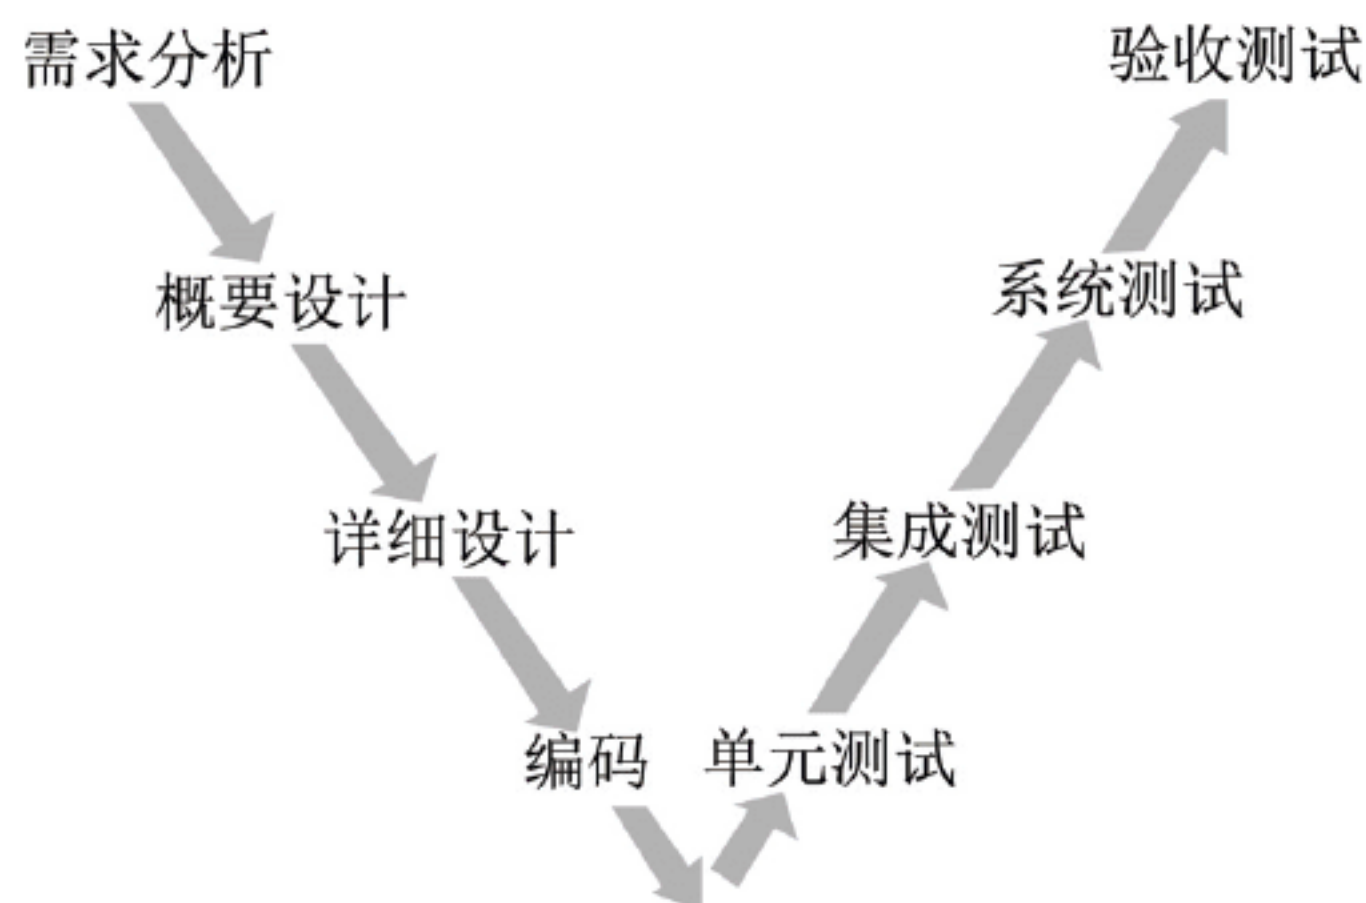 需求分析
验收测试
概要设计
系统测试
详细设计
集成测试
编码
单元测试